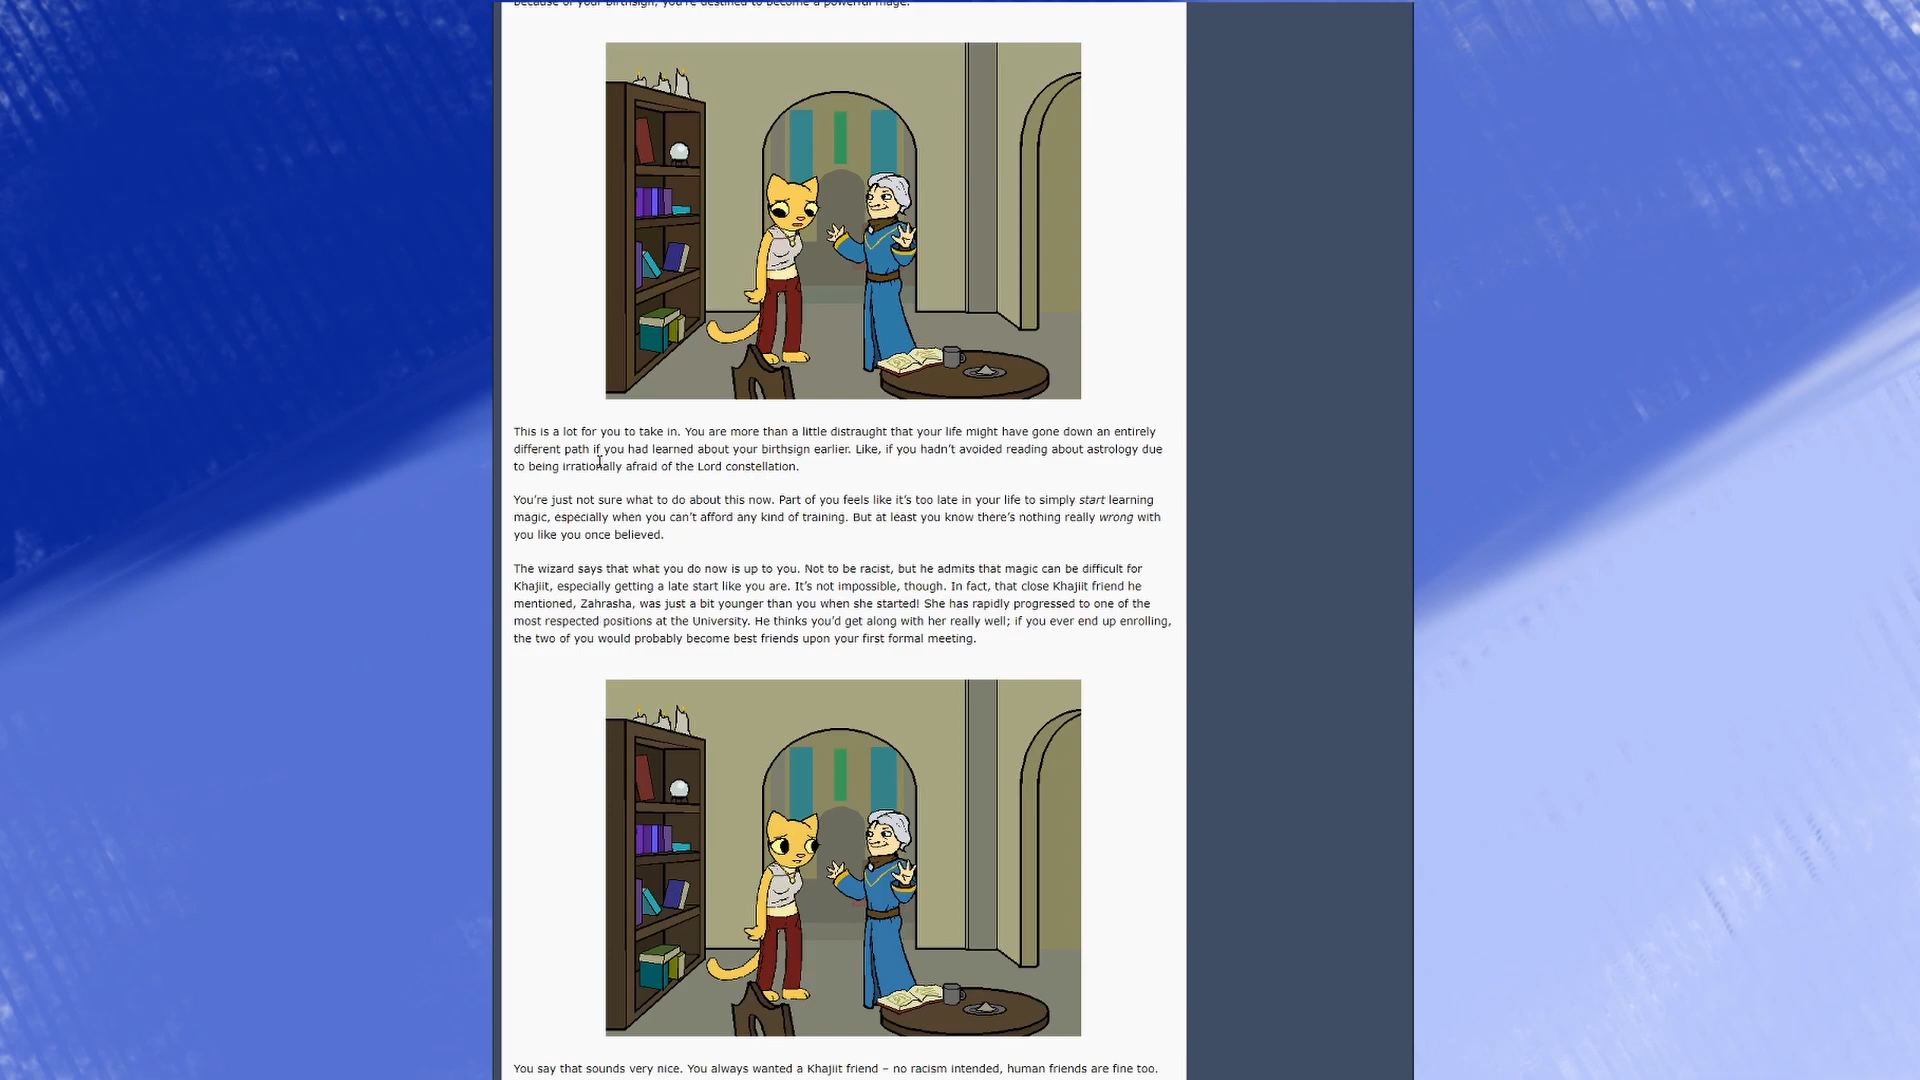 because of your birthsign, you're destined to become a powerful mage.
This is a lot for you to take in. You are more than a little distraught that your life might have gone down an entirely
different path if you had learned about your birthsign earlier. Like, if you hadn't avoided reading about astrology due
to being irrationally afraid of the Lord constellation.
You're just not sure what to do about this now. Part of you feels like it's too late in your life to simply start learning
magic, especially when you can't afford any kind of training. But at least you know there's nothing really wrong with
you like you once believed.
The wizard says that what you do now is up to you. Not to be racist, but he admits that magic can be difficult for
Khajiit, especially getting a late start like you are. It's not impossible, though. In fact, that close Khajiit friend he
mentioned, Zahrasha, was just a bit younger than you when she started! She has rapidly progressed to one of the
most respected positions at the University. He thinks you'd get along with her really well; if you ever end up enrolling,
the two of you would probably become best friends upon your first formal meeting.
You say that sounds very nice. You always wanted a Khajiit friend – no racism intended, human friends are fine too.